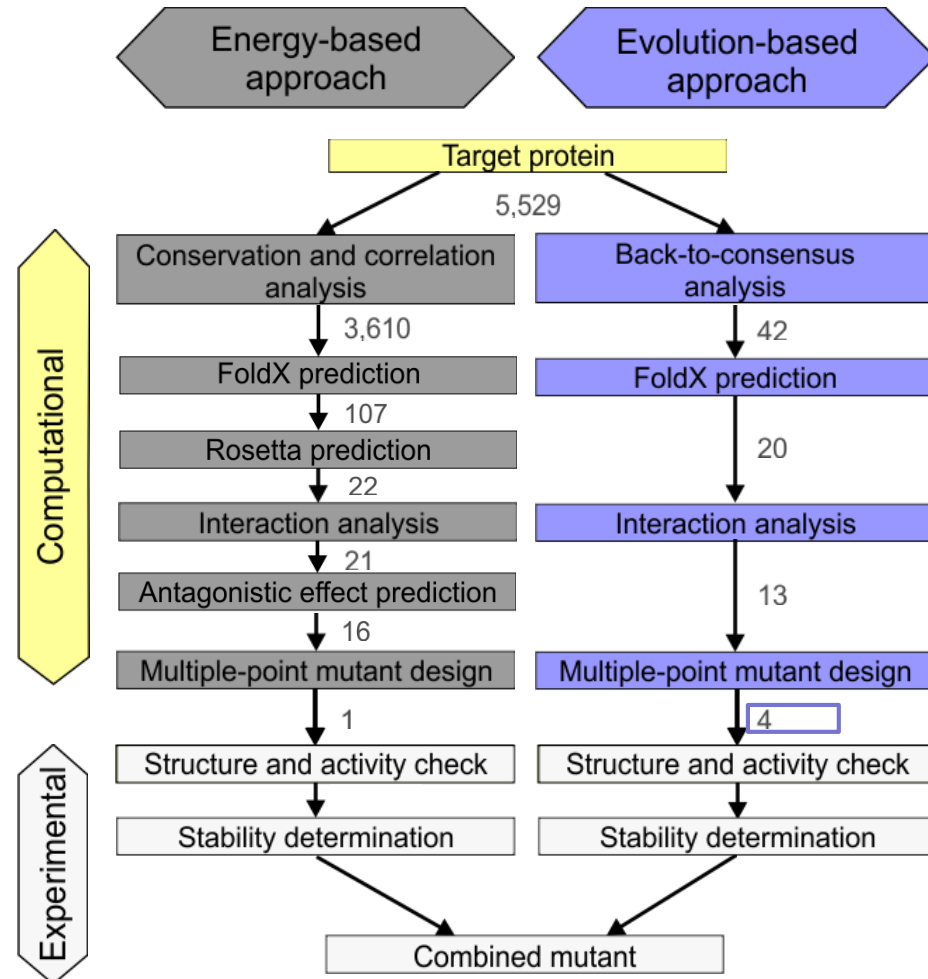 Energy-based
approach
Evolution-based
approach
Target protein
5,529
Computational
Conservation and correlation
analysis
Back-to-consensus
analysis
3,610
42
FoldX prediction
FoldX prediction
107
Rosetta prediction
20
22
Interaction analysis
Interaction analysis
21
Antagonistic effect prediction
13
16
Multiple-point mutant design
Multiple-point mutant design
1
4
Experimental
Structure and activity check
Structure and activity check
Stability determination
Stability determination
Combined mutant